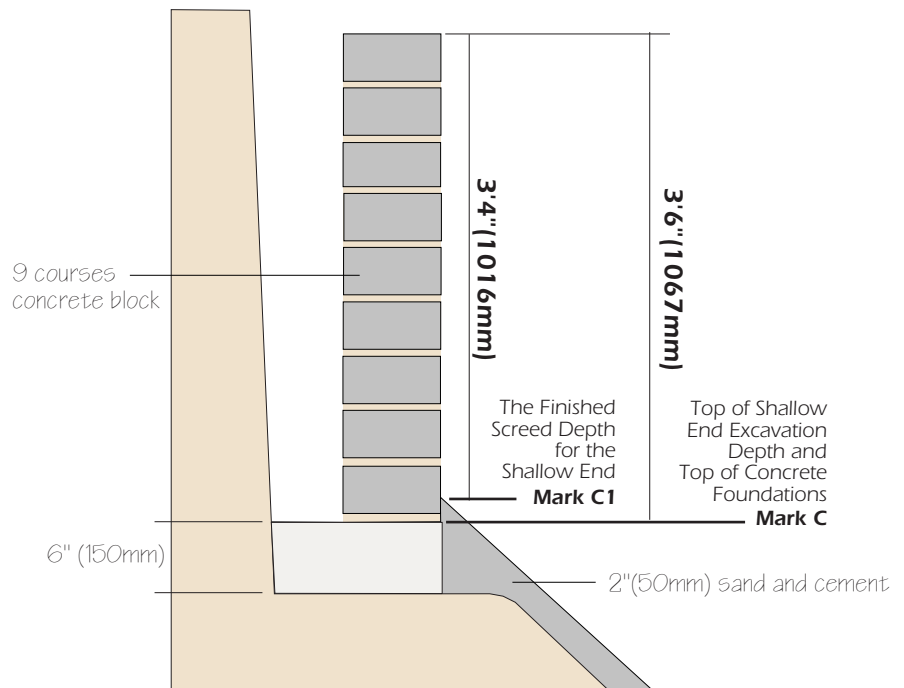 9 courses
concrete block
3'4"(1016mm)
3'6"(1067mm)
The Finished
Screed Depth
for the
Shallow End
Mark C1
Top of Shallow
End Excavation
Depth and
Top of Concrete
Foundations
Mark C
6" (150mm)
2"(50mm) sand and cement